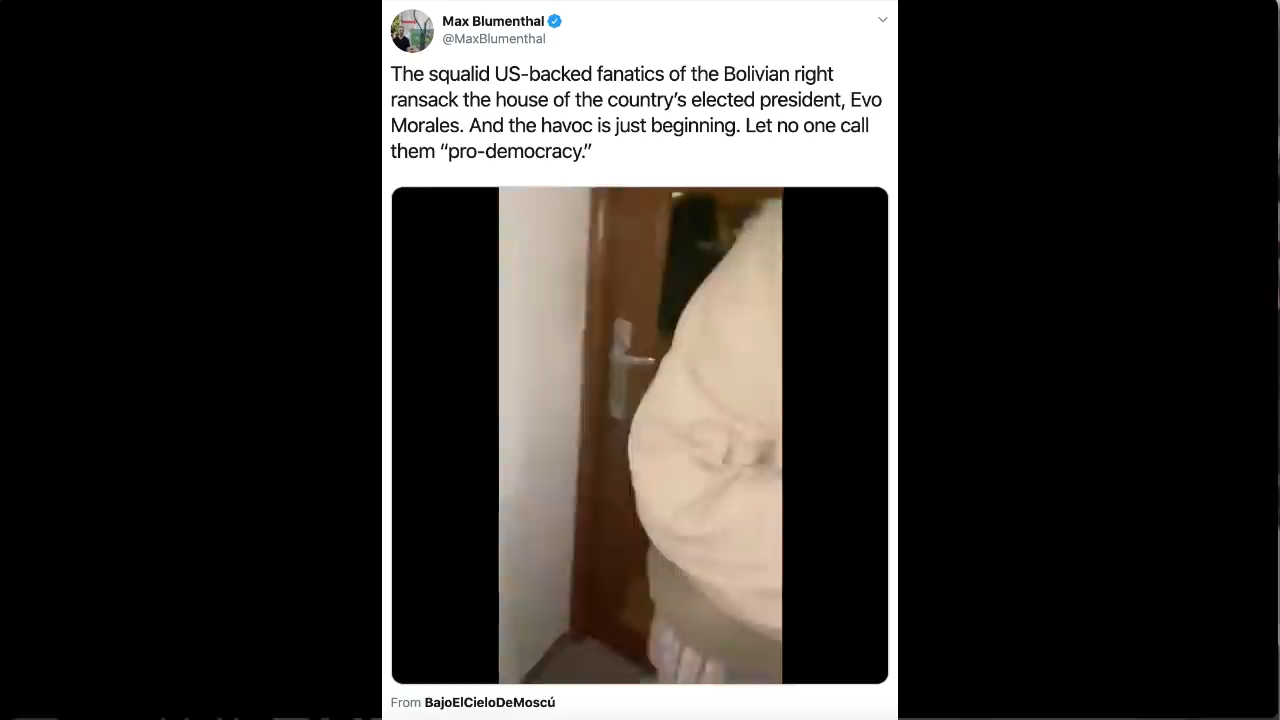 Max Blumenthal
@MaxBlumenthal
The squalid US-backed fanatics of the Bolivian right
ransack the house of the country’s elected president, Evo
Morales. And the havoc is just beginning. Let no one call
them “pro-democracy.”
From BajoElCieloDeMoscú